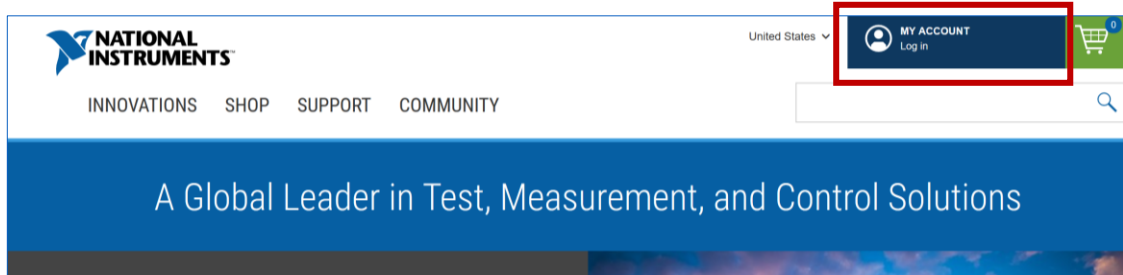 NATIONAL
INSTRUMENTS™
United States
MY ACCOUNT
Log in
0
INNOVATIONS SHOP SUPPORT COMMUNITY
A Global Leader in Test, Measurement, and Control Solutions